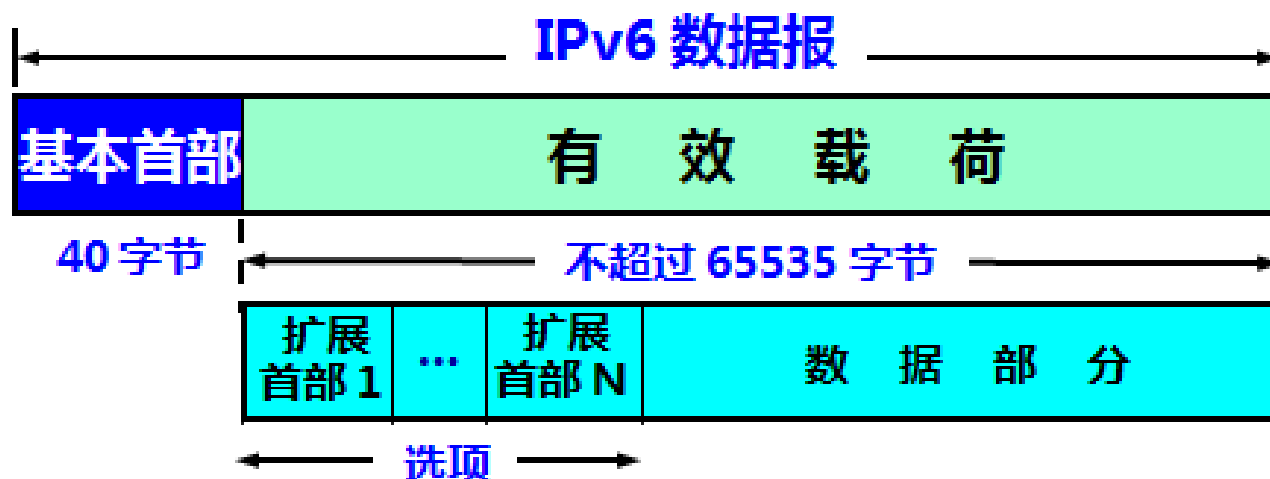 IPv6 数据报
基本首部
有 效 载 荷
40 字节
不超过 65535 字节
扩展
首部 1
...
扩展
首部 N
数 据 部 分
选项